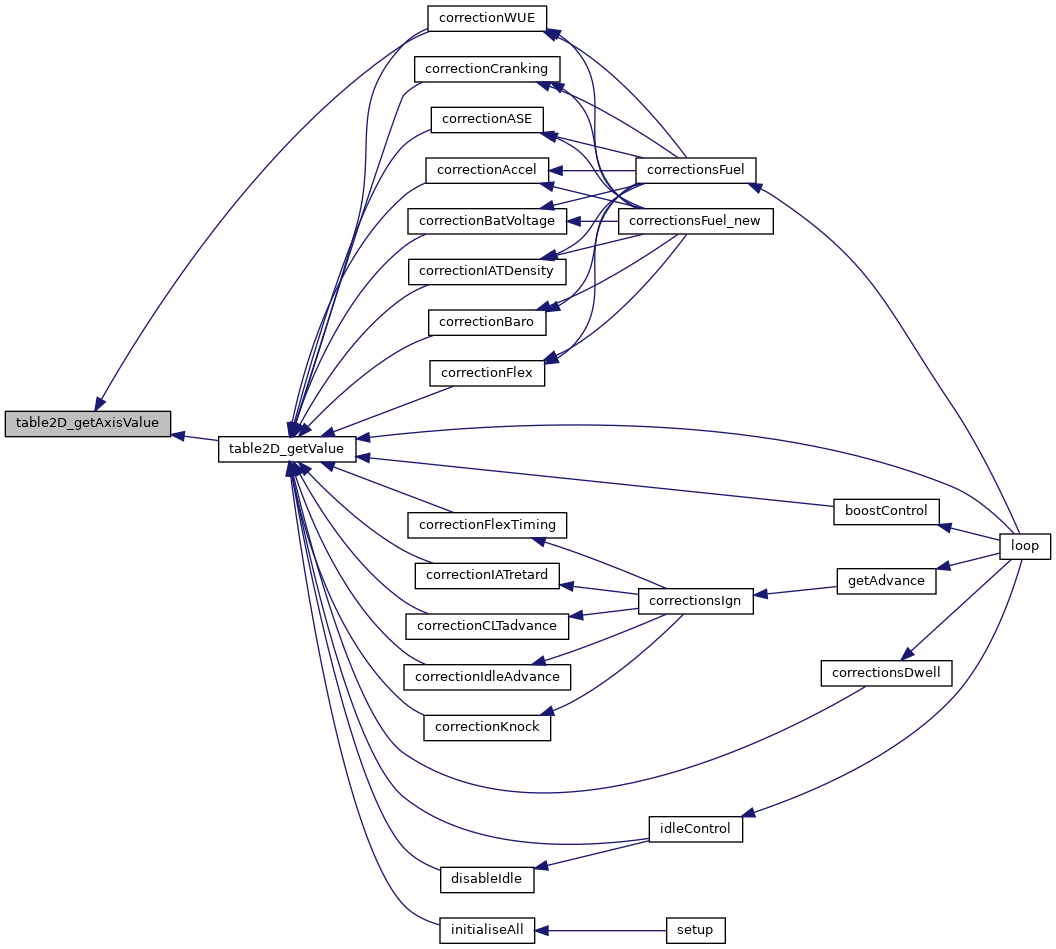 correctionWUE
correctionCranking
correctionASE
correctionAccel
correctionsFuel
correctionBatVoltage
correctionsFuel_new
correctionIATDensity
correctionBaro
correctionFlex
table2D_getAxisValue
table2D_getValue
boostControl
correctionFlexTiming
loop
correctionIATretard
getAdvance
correctionsIgn
correctionCLTadvance
correctionIdleAdvance
correctionsDwell
correctionKnock
idleControl
disableIdle
initialiseAll
setup